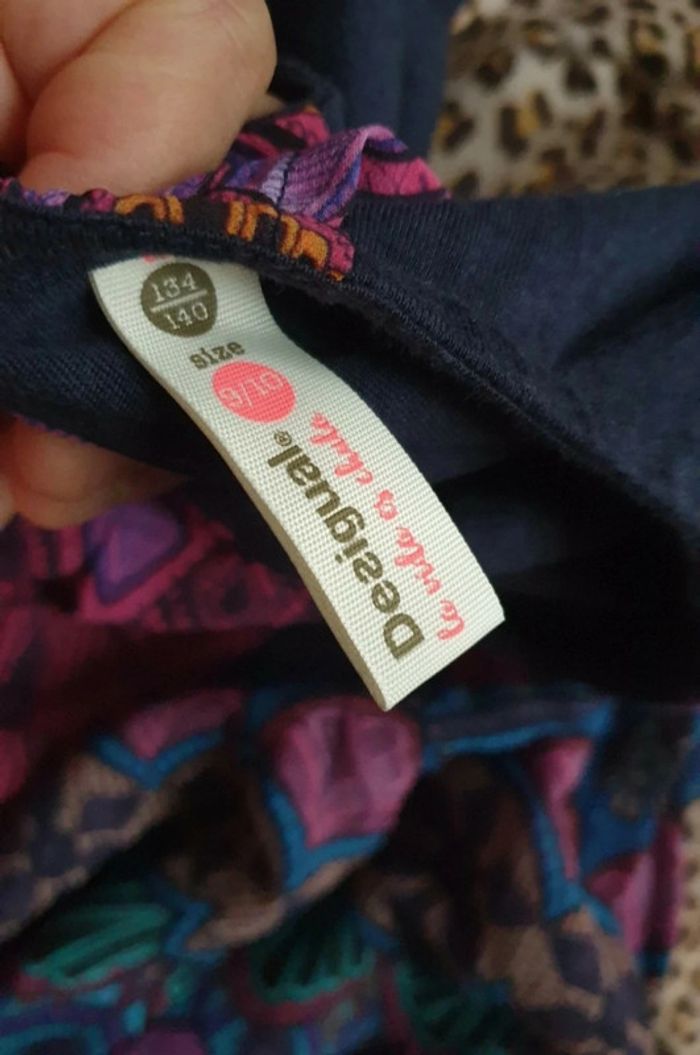 Desigual®
la vida es chula.
9/10
size
134
140